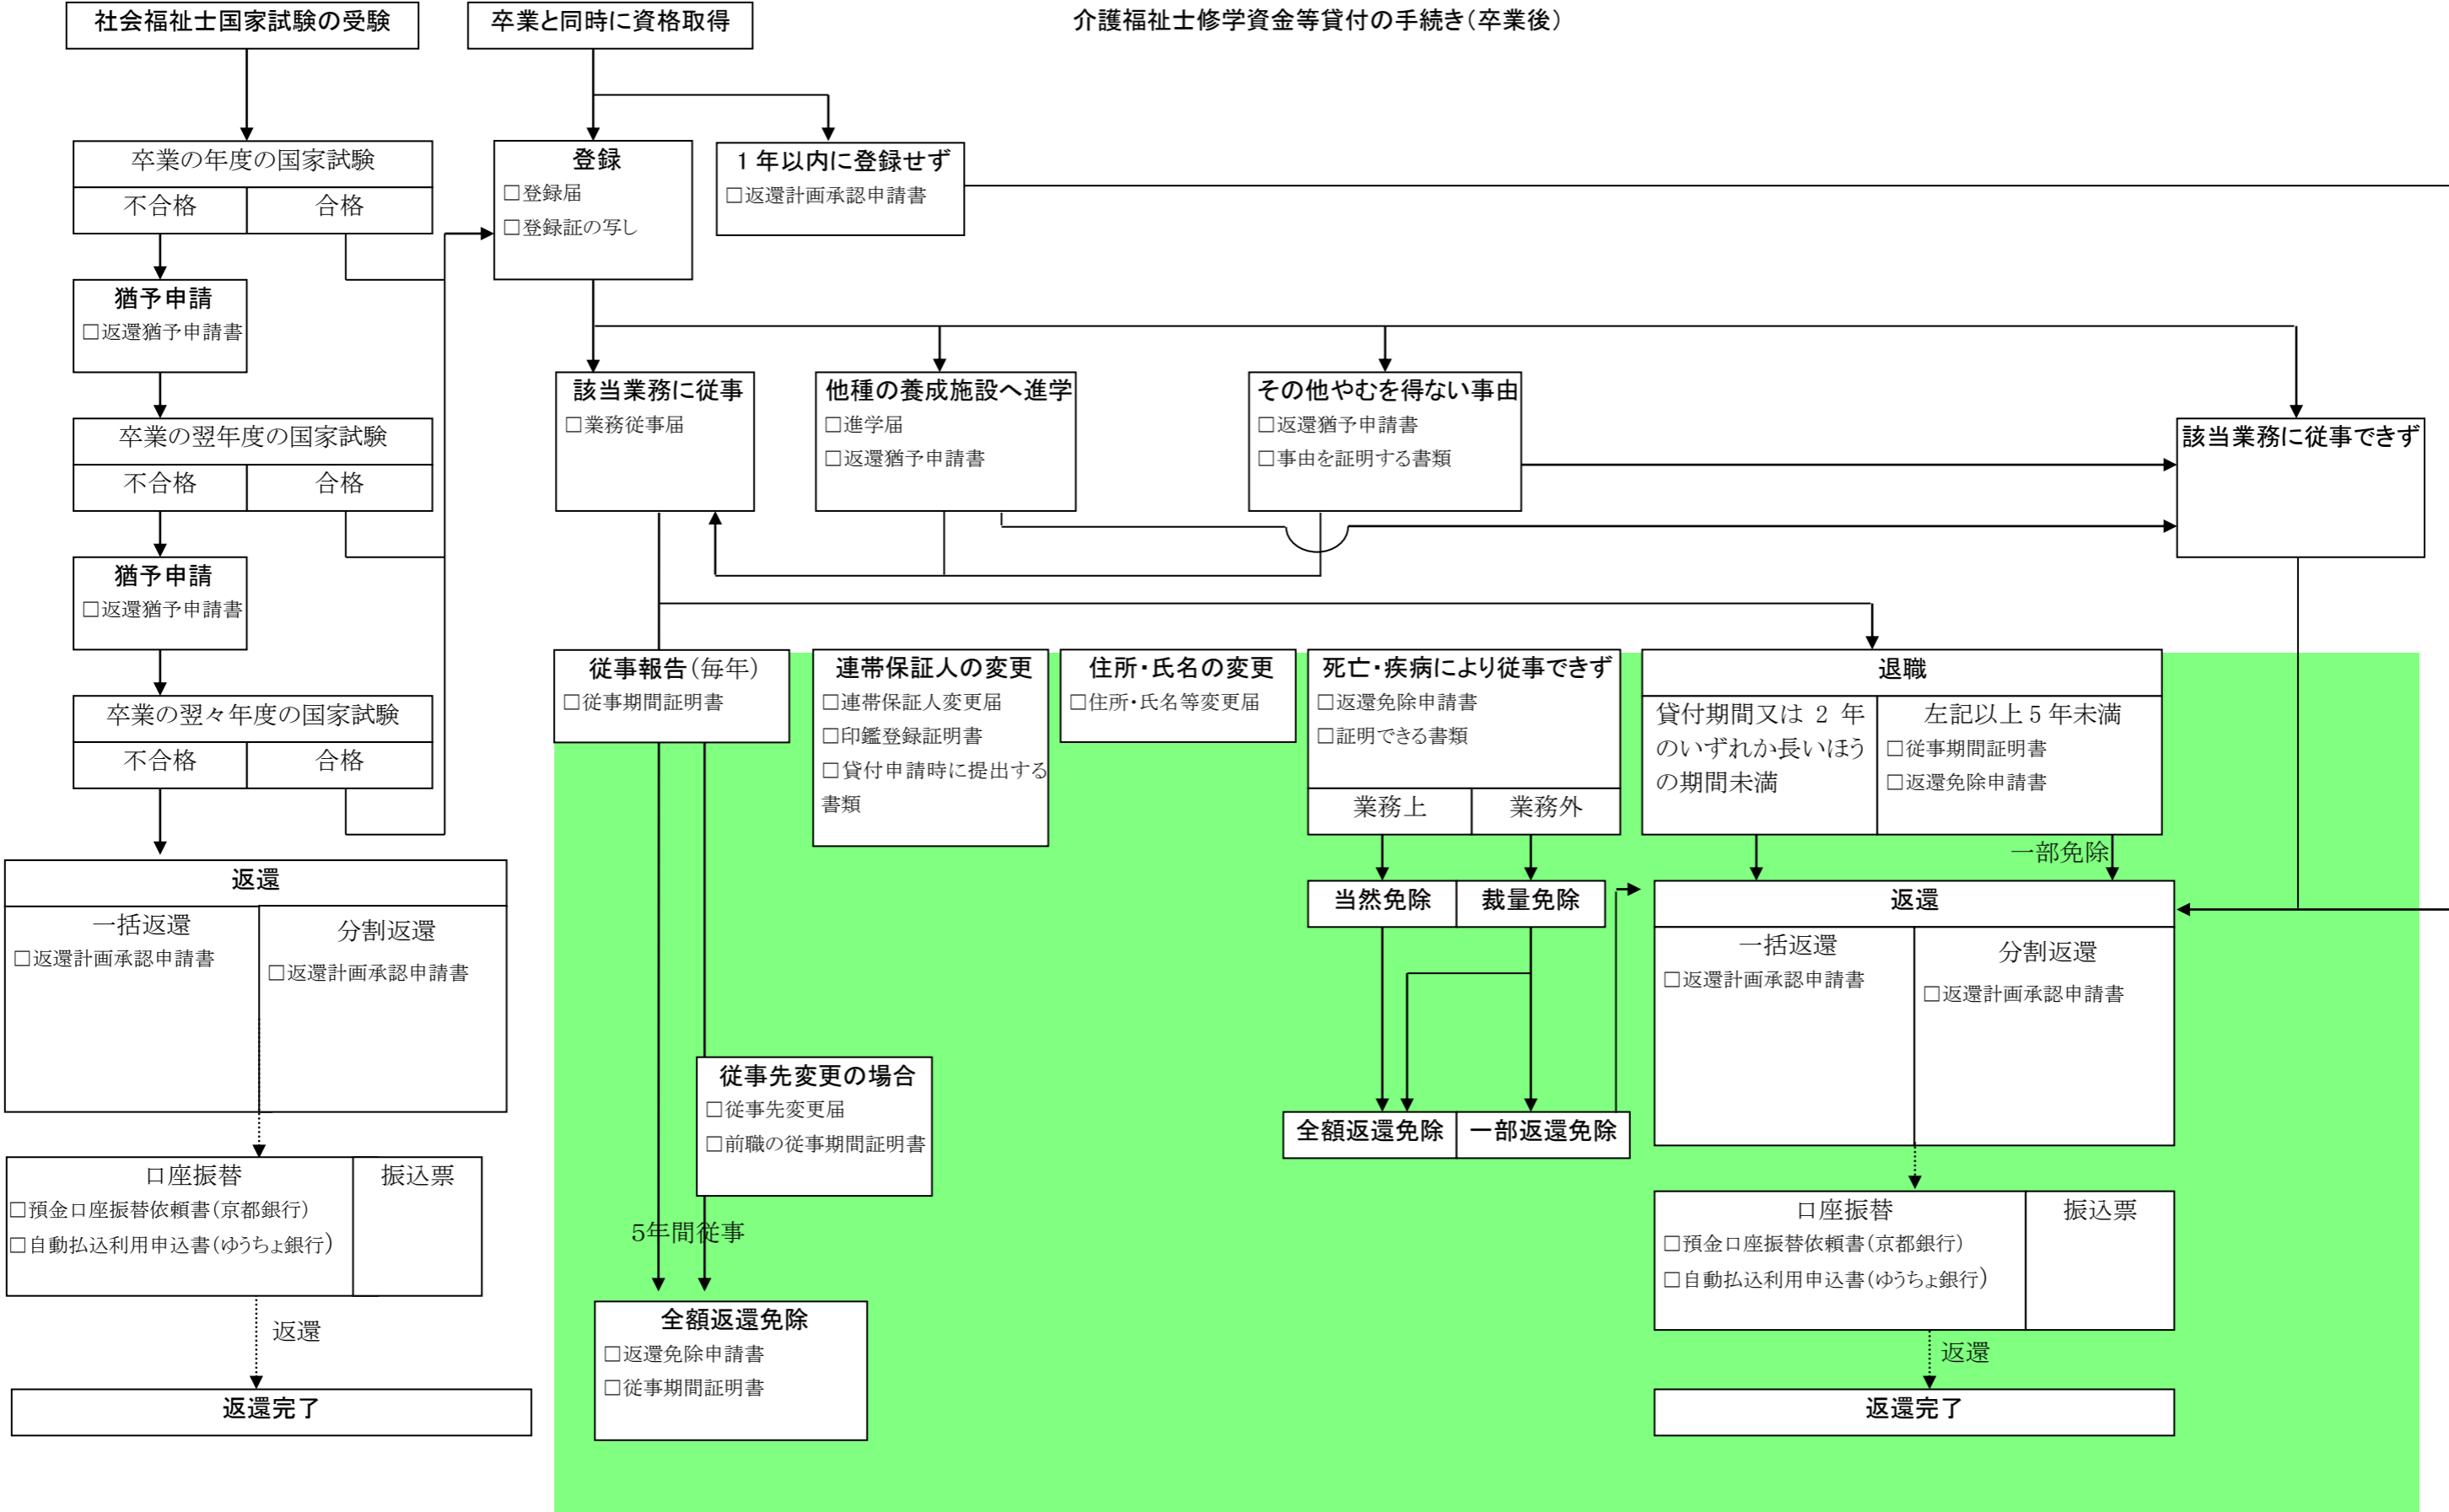 社会福祉士国家試験の受験
卒業と同時に資格取得
介護福祉士修学資金等貸付の手続き(卒業後)
卒業の年度の国家試験
不合格
合格
登録
□登録届
□登録証の写し
1年以内に登録せず
□返還計画承認申請書
猶予申請
□返還猶予申請書
卒業の翌年度の国家試験
不合格
合格
該当業務に従事
□業務従事届
他種の養成施設へ進学
□進学届
□返還猶予申請書
その他やむを得ない事由
□返還猶予申請書
□事由を証明する書類
該当業務に従事できず
猶予申請
□返還猶予申請書
卒業の翌々年度の国家試験
不合格
合格
従事報告(毎年)
□従事期間証明書
連帯保証人の変更
□連帯保証人変更届
□印鑑登録証明書
□貸付申請時に提出する
書類
住所・氏名の変更
□住所・氏名等変更届
死亡・疾病により従事できず
□返還免除申請書
□証明できる書類
業務上
業務外
退職
貸付期間又は 2 年
のいずれか長いほう
の期間未満
左記以上 5 年未満
□従事期間証明書
□返還免除申請書
一部免除
返還
一括返還
□返還計画承認申請書
分割返還
□返還計画承認申請書
当然免除
裁量免除
返還
一括返還
□返還計画承認申請書
分割返還
□返還計画承認申請書
従事先変更の場合
□従事先変更届
□前職の従事期間証明書
全額返還免除
一部返還免除
口座振替
□預金口座振替依頼書(京都銀行)
□自動払込利用申込書(ゆうちょ銀行)
振込票
5年間従事
口座振替
□預金口座振替依頼書(京都銀行)
□自動払込利用申込書(ゆうちょ銀行)
振込票
返還
全額返還免除
□返還免除申請書
□従事期間証明書
返還
返還完了
返還完了